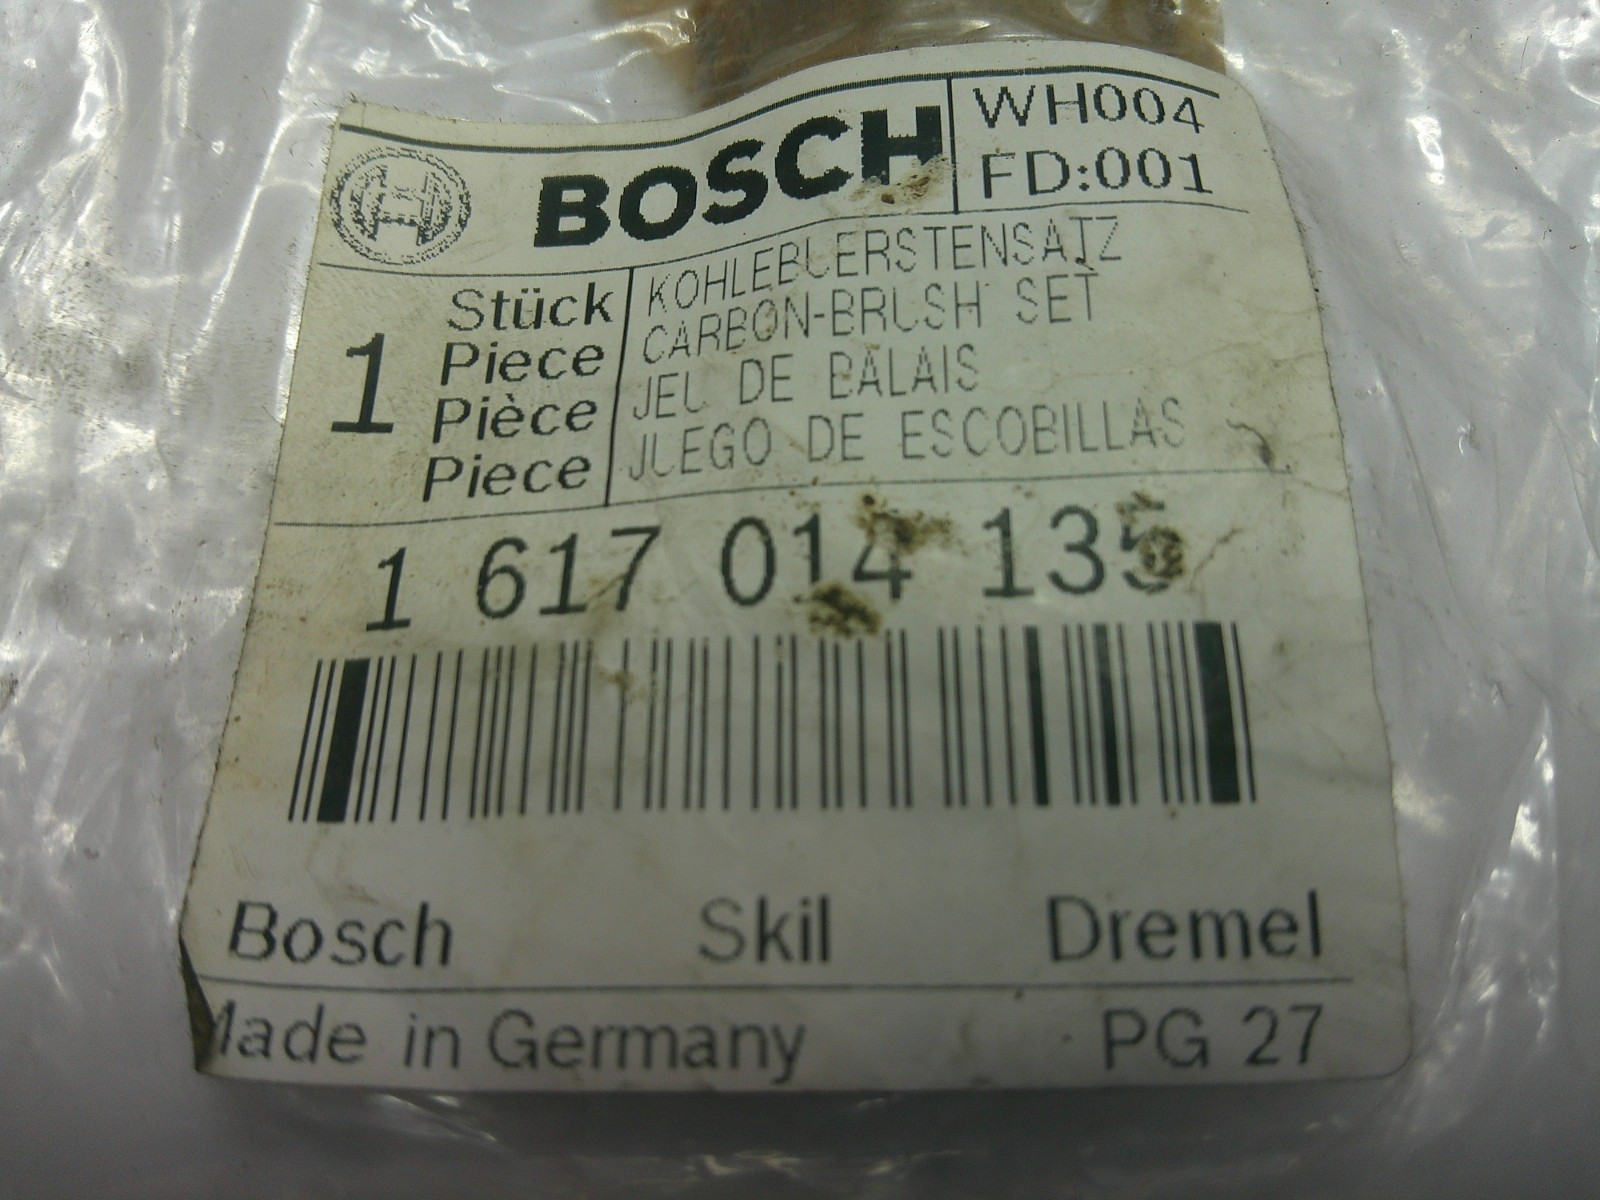 BOSCH
WH004
FD:001
1
Stück
Piece
Pièce
Piece
KOHLEBUERSTENSATZ
CARBON-BRUSH SET
JEU DE BALAIS
JUEGO DE ESCOBILLAS
1 617 014 135
Bosch Skil Dremel
Made in Germany PG 27